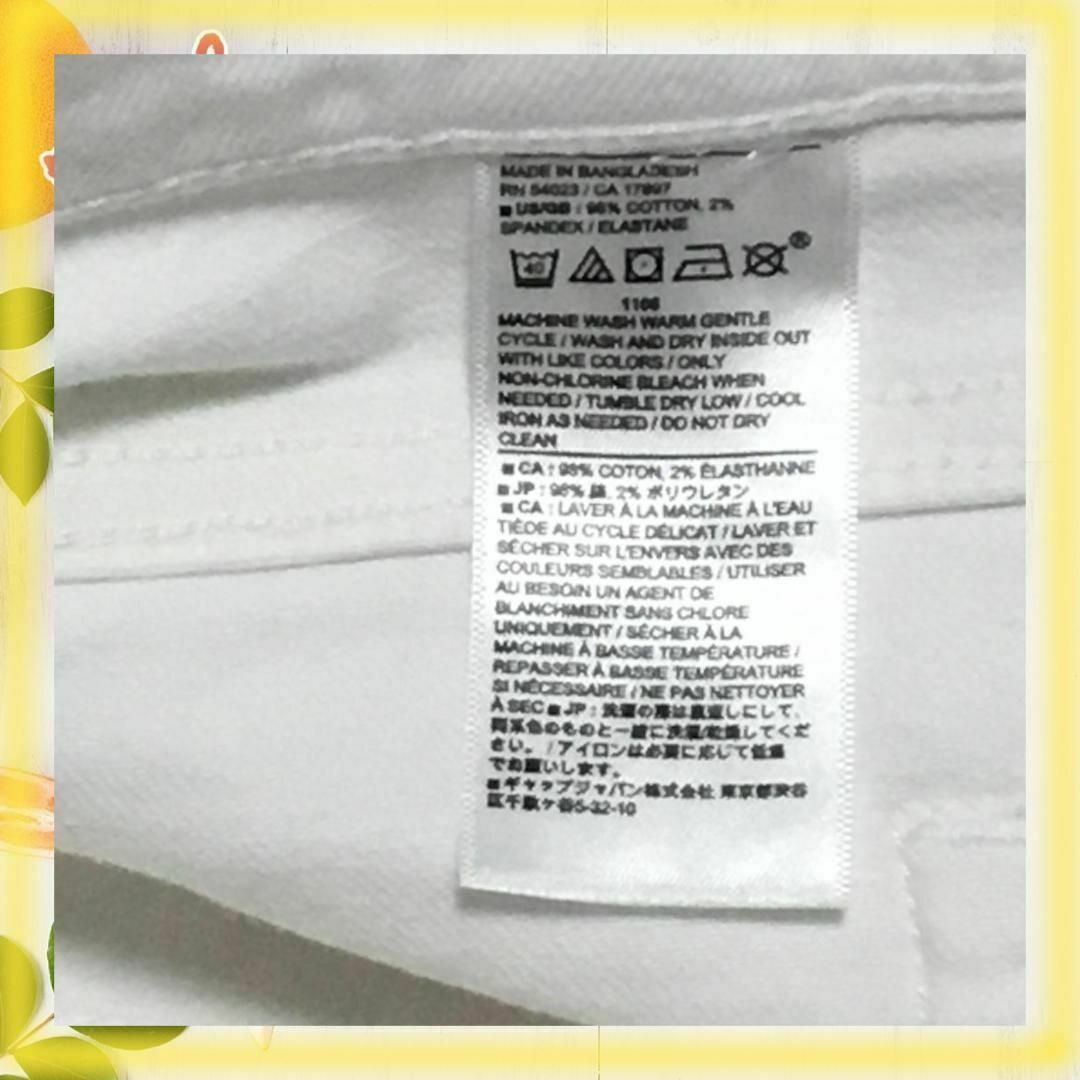 MADE IN BANGLADESH
RN 54023 / CA 17897
■ US/GB : 98% COTTON, 2%
SPANDEX / ELASTANE
40
®
1106
MACHINE WASH WARM GENTLE
CYCLE / WASH AND DRY INSIDE OUT
WITH LIKE COLORS / ONLY
NON-CHLORINE BLEACH WHEN
NEEDED / TUMBLE DRY LOW / COOL
IRON AS NEEDED / DO NOT DRY
CLEAN
■ CA : 98% COTON, 2% ÉLASTHANNE
■ JP : 98% 綿, 2% ポリウレタン
■ CA : LAVER À LA MACHINE À L'EAU
TIÈDE AU CYCLE DÉLICAT / LAVER ET
SÉCHER SUR L'ENVERS AVEC DES
COULEURS SEMBLABLES / UTILISER
AU BESOIN UN AGENT DE
BLANCHIMENT SANS CHLORE
UNIQUEMENT / SÉCHER À LA
MACHINE À BASSE TEMPÉRATURE /
REPASSER À BASSE TEMPÉRATURE
SI NÉCESSAIRE / NE PAS NETTOYER
À SEC ■ JP : 洗濯の際は裏返しにして、
同系色のものと一緒に洗濯/乾燥してくだ
さい。 / アイロンは必要に応じて低温
でお願いします。
■ ギャップジャパン株式会社 東京都渋谷
区千駄ヶ谷5-32-10